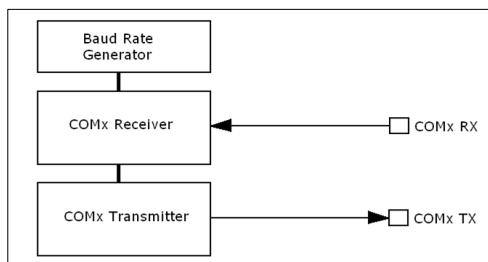 Baud Rate
Generator
COMx Receiver
COMx RX
COMx Transmitter
COMx TX